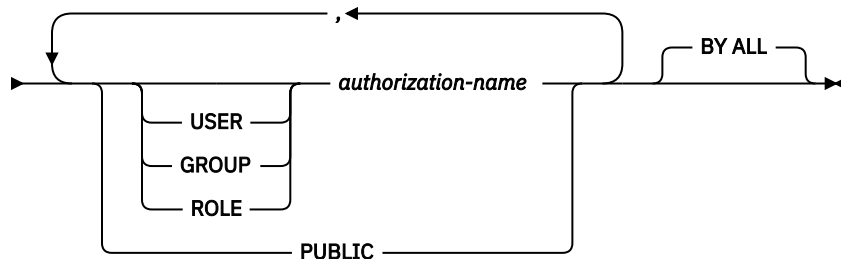 ,
BY ALL
authorization-name
USER
GROUP
ROLE
PUBLIC